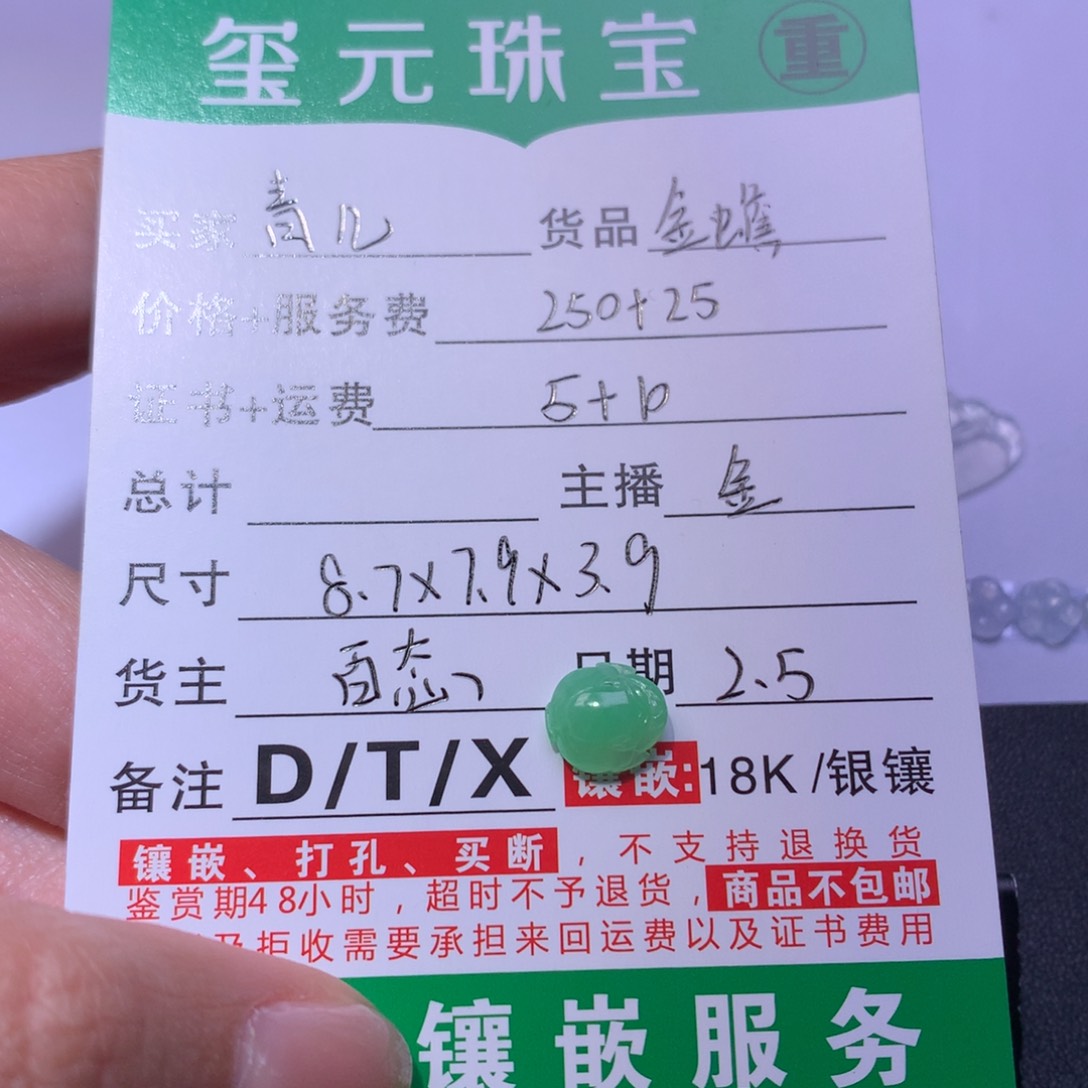 玺元珠宝 重
买家 青儿 货品 金蟾
价格+服务费 250+25
证书+运费 5+10
总计 主播 金
尺寸 8.7x7.9x3.9
货主 百态 日期 2.5
备注 D/T/X 镶嵌:18K/银镶
镶嵌、打孔、买断,不支持退换货
鉴赏期48小时,超时不予退货,商品不包邮
及拒收需要承担来回运费以及证书费用
镶嵌服务